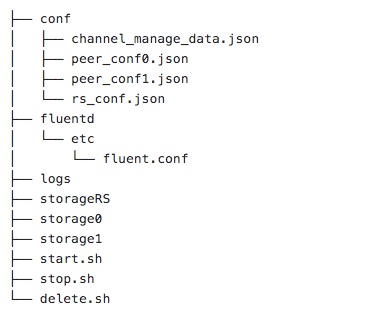 ├── conf
│   ├── channel_manage_data.json
│   ├── peer_conf0.json
│   ├── peer_conf1.json
│   └── rs_conf.json
├── fluentd
│   └── etc
│       └── fluent.conf
├── logs
├── storageRS
├── storage0
├── storage1
├── start.sh
├── stop.sh
└── delete.sh